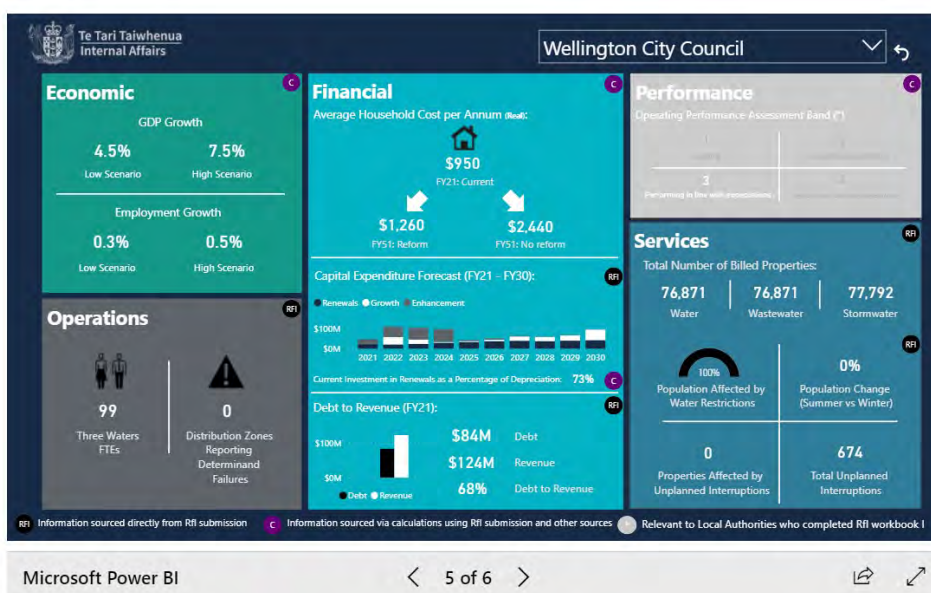 Te Tari Taiwhenua
Internal Affairs
Wellington City Council
Economic
C
GDP Growth
4.5%
7.5%
Low Scenario
High Scenario
Employment Growth
0.3%
0.5%
Low Scenario
High Scenario
Operations
RFI
99
0
Three Waters
FTEs
Distribution Zones
Reporting
Determinand
Failures
Financial
C
Average Household Cost per Annum (Real):
$950
FY21: Current
$1,260
$2,440
FY51: Reform
FY51: No reform
Capital Expenditure Forecast (FY21 – FY30):
RFI
Renewals Growth Enhancement
$100M
$0M
2021 2022 2023 2024 2025 2026 2027 2028 2029 2030
Current Investment in Renewals as a Percentage of Depreciation: 73%
C
Debt to Revenue (FY21):
RFI
$100M
$0M
Debt Revenue
$84M Debt
$124M Revenue
68% Debt to Revenue
Performance
C
Operating Performance Assessment Band (*)
3
Services
RFI
Total Number of Billed Properties:
76,871
76,871
77,792
Water
Wastewater
Stormwater
RFI
100%
0%
Population Affected by
Water Restrictions
Population Change
(Summer vs Winter)
0
674
Properties Affected by
Unplanned Interruptions
Total Unplanned
Interruptions
RFI Information sourced directly from RfI submission
C Information sourced via calculations using RfI submission and other sources
Relevant to Local Authorities who completed RfI workbook I
Microsoft Power BI
5 of 6